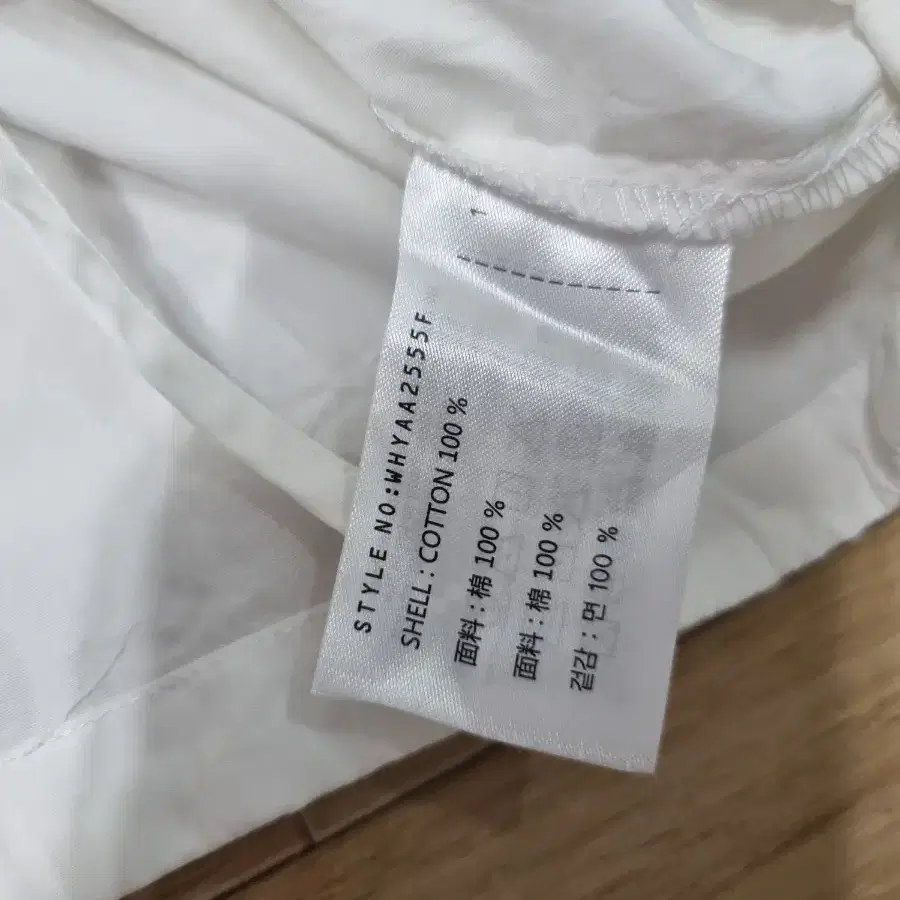 1
STYLE NO:WHYAA2555F
SHELL : COTTON 100 %
面料 : 棉 100 %
面料 : 棉 100 %
겉감 : 면 100 %